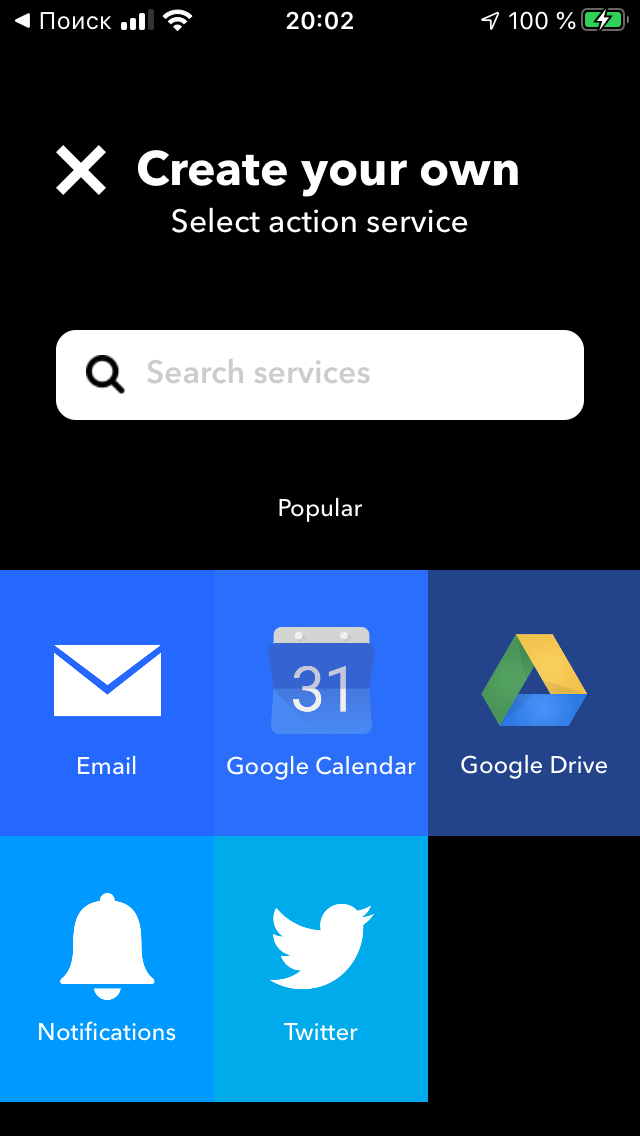 Поиск 20:02 100 %
Create your own
Select action service
Search services
Popular
31
Email Google Calendar Google Drive
Notifications Twitter